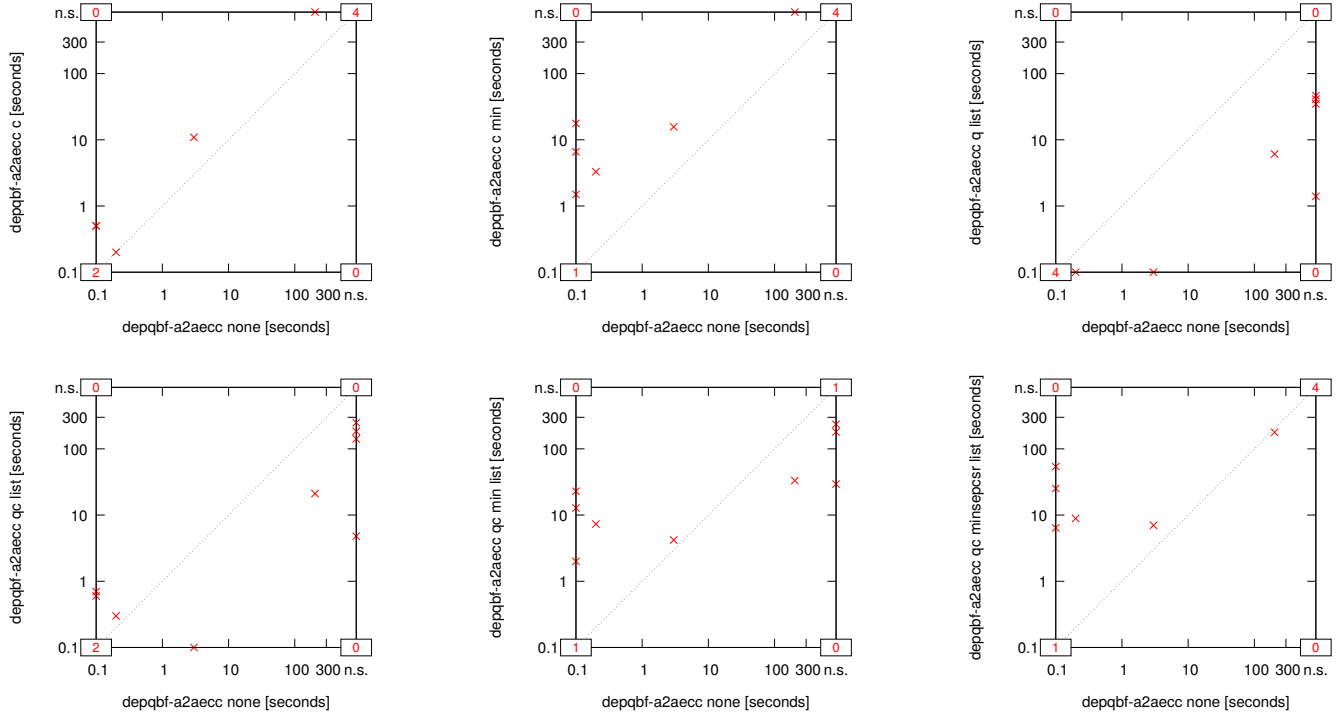 n.s. 0 4
300
100
10
1
0.1 2 0
0.1 1 10 100 300 n.s.
depqbf-a2aecc c [seconds]
depqbf-a2aecc none [seconds]
n.s. 0 4
300
100
10
1
0.1 1 0
0.1 1 10 100 300 n.s.
depqbf-a2aecc c min [seconds]
depqbf-a2aecc none [seconds]
n.s. 0 0
300
100
10
1
0.1 4 0
0.1 1 10 100 300 n.s.
depqbf-a2aecc q list [seconds]
depqbf-a2aecc none [seconds]
n.s. 0 0
300
100
10
1
0.1 2 0
0.1 1 10 100 300 n.s.
depqbf-a2aecc qc list [seconds]
depqbf-a2aecc none [seconds]
n.s. 0 1
300
100
10
1
0.1 1 0
0.1 1 10 100 300 n.s.
depqbf-a2aecc qc min list [seconds]
depqbf-a2aecc none [seconds]
n.s. 0 4
300
100
10
1
0.1 1 0
0.1 1 10 100 300 n.s.
depqbf-a2aecc qc minsepcsr list [seconds]
depqbf-a2aecc none [seconds]